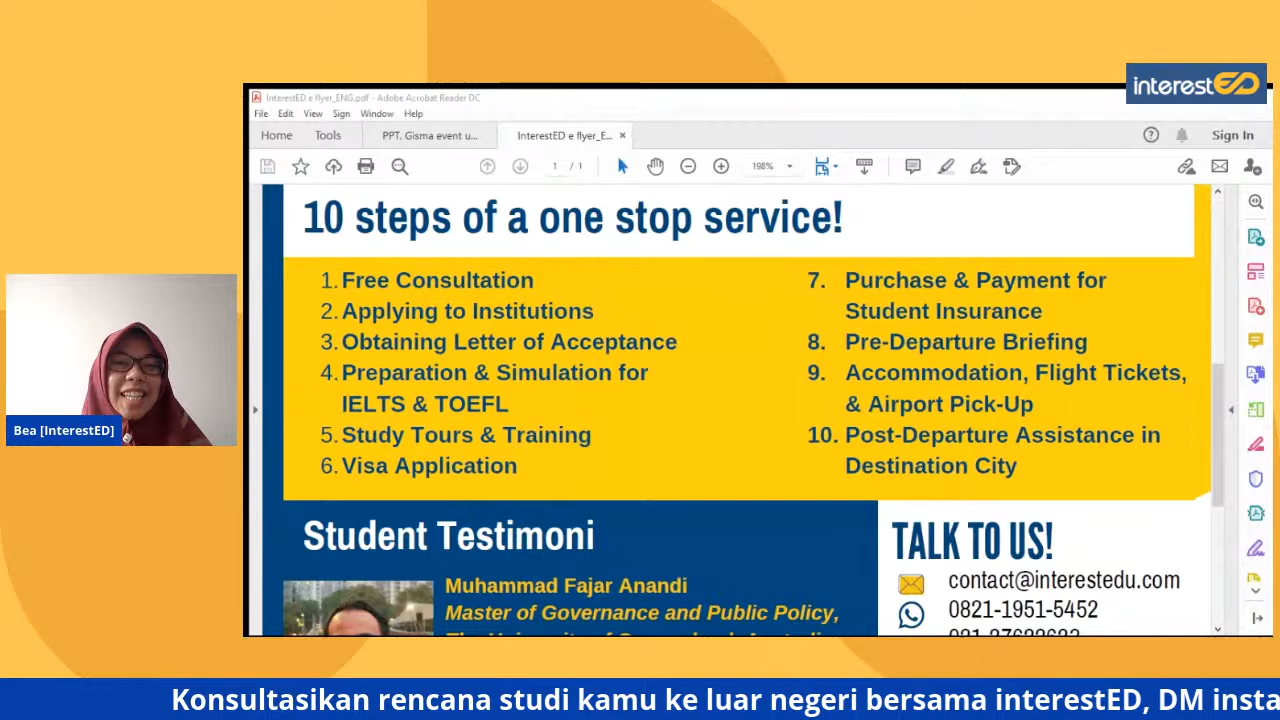 interestED
InterestED e flyer_ENG.pdf - Adobe Acrobat Reader DC
File Edit View Sign Window Help
Home Tools PPT. Gisma event u... InterestED e flyer_E... × Sign In
1 / 1 198%
10 steps of a one stop service!
1. Free Consultation
2. Applying to Institutions
3. Obtaining Letter of Acceptance
4. Preparation & Simulation for
IELTS & TOEFL
5. Study Tours & Training
6. Visa Application
7. Purchase & Payment for
Student Insurance
8. Pre-Departure Briefing
9. Accommodation, Flight Tickets,
& Airport Pick-Up
10. Post-Departure Assistance in
Destination City
Bea [InterestED]
Student Testimoni
Muhammad Fajar Anandi
Master of Governance and Public Policy,
TALK TO US!
contact@interestedu.com
0821-1951-5452
Konsultasikan rencana studi kamu ke luar negeri bersama interestED, DM insta